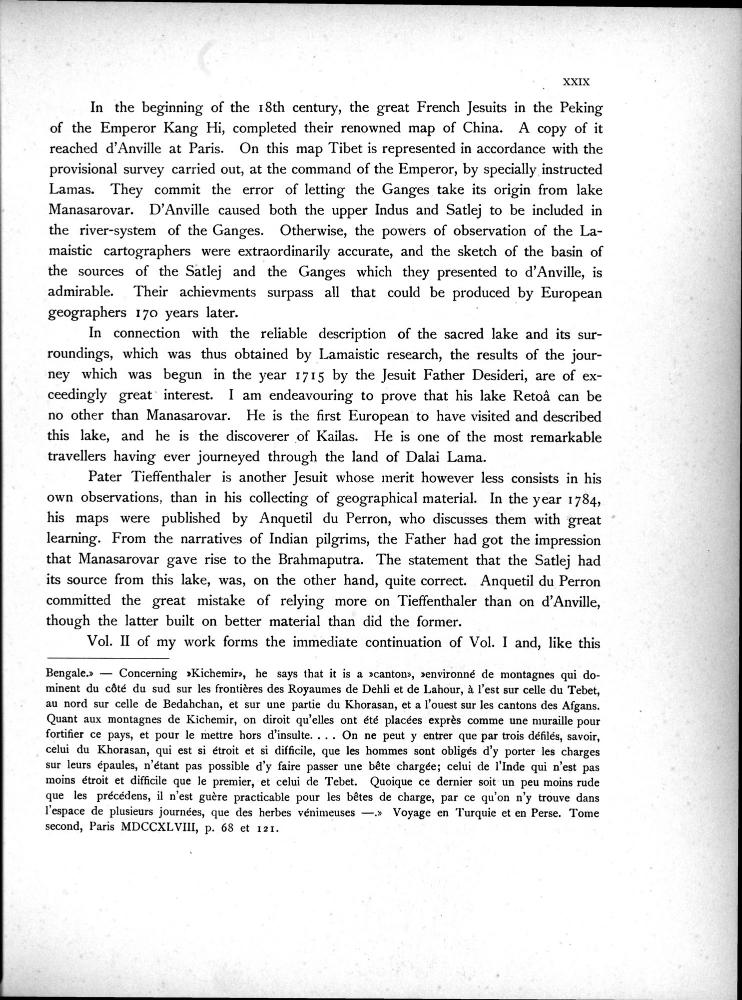 XXIX
In the beginning of the 18th century, the great French Jesuits in the Peking
of the Emperor Kang Hi, completed their renowned map of China. A copy of it
reached d'Anville at Paris. On this map Tibet is represented in accordance with the
provisional survey carried out, at the command of the Emperor, by specially instructed
Lamas. They commit the error of letting the Ganges take its origin from lake
Manasarovar. D'Anville caused both the upper Indus and Satlej to be included in
the river-system of the Ganges. Otherwise, the powers of observation of the La-
maistic cartographers were extraordinarily accurate, and the sketch of the basin of
the sources of the Satlej and the Ganges which they presented to d'Anville, is
admirable. Their achievments surpass all that could be produced by European
geographers 170 years later.
In connection with the reliable description of the sacred lake and its sur-
roundings, which was thus obtained by Lamaistic research, the results of the jour-
ney which was begun in the year 1715 by the Jesuit Father Desideri, are of ex-
ceedingly great interest. I am endeavouring to prove that his lake Retoâ can be
no other than Manasarovar. He is the first European to have visited and described
this lake, and he is the discoverer of Kailas. He is one of the most remarkable
travellers having ever journeyed through the land of Dalai Lama.
Pater Tieffenthaler is another Jesuit whose merit however less consists in his
own observations, than in his collecting of geographical material. In the year 1784,
his maps were published by Anquetil du Perron, who discusses them with great
learning. From the narratives of Indian pilgrims, the Father had got the impression
that Manasarovar gave rise to the Brahmaputra. The statement that the Satlej had
its source from this lake, was, on the other hand, quite correct. Anquetil du Perron
committed the great mistake of relying more on Tieffenthaler than on d'Anville,
though the latter built on better material than did the former.
Vol. II of my work forms the immediate continuation of Vol. I and, like this
Bengale.» — Concerning »Kichemir», he says that it is a »canton», »environné de montagnes qui do-
minent du côté du sud sur les frontières des Royaumes de Dehli et de Lahour, à l'est sur celle du Tebet,
au nord sur celle de Bedahchan, et sur une partie du Khorasan, et a l'ouest sur les cantons des Afgans.
Quant aux montagnes de Kichemir, on diroit qu'elles ont été placées exprès comme une muraille pour
fortifier ce pays, et pour le mettre hors d'insulte. . . . On ne peut y entrer que par trois défilés, savoir,
celui du Khorasan, qui est si étroit et si difficile, que les hommes sont obligés d'y porter les charges
sur leurs épaules, n'étant pas possible d'y faire passer une bête chargée; celui de l'Inde qui n'est pas
moins étroit et difficile que le premier, et celui de Tebet. Quoique ce dernier soit un peu moins rude
que les précédens, il n'est guère practicable pour les bêtes de charge, par ce qu'on n'y trouve dans
l'espace de plusieurs journées, que des herbes vénimeuses —.» Voyage en Turquie et en Perse. Tome
second, Paris MDCCXLVIII, p. 68 et 121.